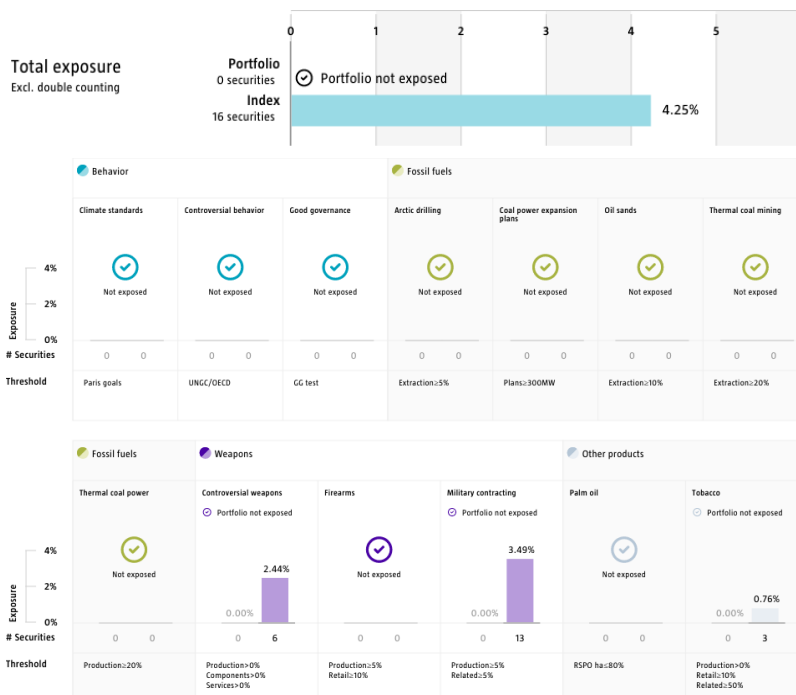 0 1 2 3 4 5
Total exposure
Excl. double counting
Portfolio
0 securities
Portfolio not exposed
Index
16 securities
4.25%
Behavior
Fossil fuels
Climate standards
Controversial behavior
Good governance
Arctic drilling
Coal power expansion
plans
Oil sands
Thermal coal mining
Exposure
4%
2%
0%
Not exposed
Not exposed
Not exposed
Not exposed
Not exposed
Not exposed
Not exposed
# Securities
0 0
0 0
0 0
0 0
0 0
0 0
0 0
Threshold
Paris goals
UNGC/OECD
GG test
Extraction≥5%
Plans≥300MW
Extraction≥10%
Extraction≥20%
Fossil fuels
Weapons
Other products
Thermal coal power
Controversial weapons
Firearms
Military contracting
Palm oil
Tobacco
Portfolio not exposed
Portfolio not exposed
Portfolio not exposed
Exposure
4%
2%
0%
Not exposed
2.44%
0.00%
Not exposed
3.49%
0.00%
Not exposed
0.76%
0.00%
# Securities
0 0
0 6
0 0
0 13
0 0
0 3
Threshold
Production≥20%
Production>0%
Components>0%
Services>0%
Production≥5%
Retail≥10%
Production≥5%
Related≥5%
RSPO ha≤80%
Production>0%
Retail≥10%
Related≥50%